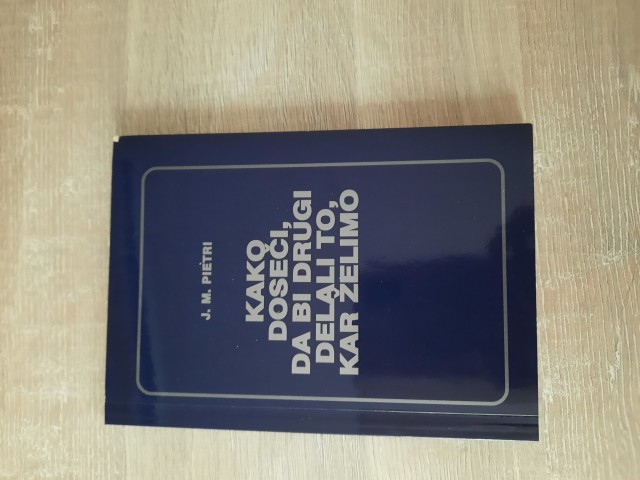 J. M. PIETRI
KAKO
DOSEČI,
DA BI DRUGI
DELALI TO,
KAR ŽELIMO